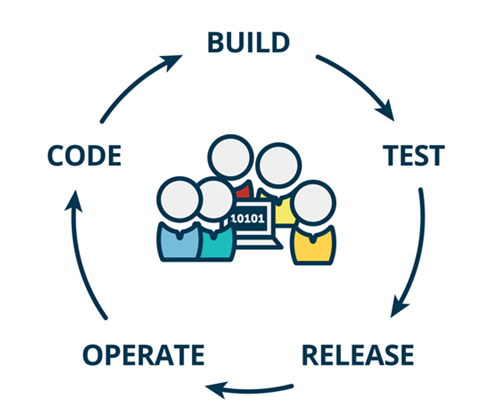 BUILD
CODE
TEST
10101
OPERATE
RELEASE